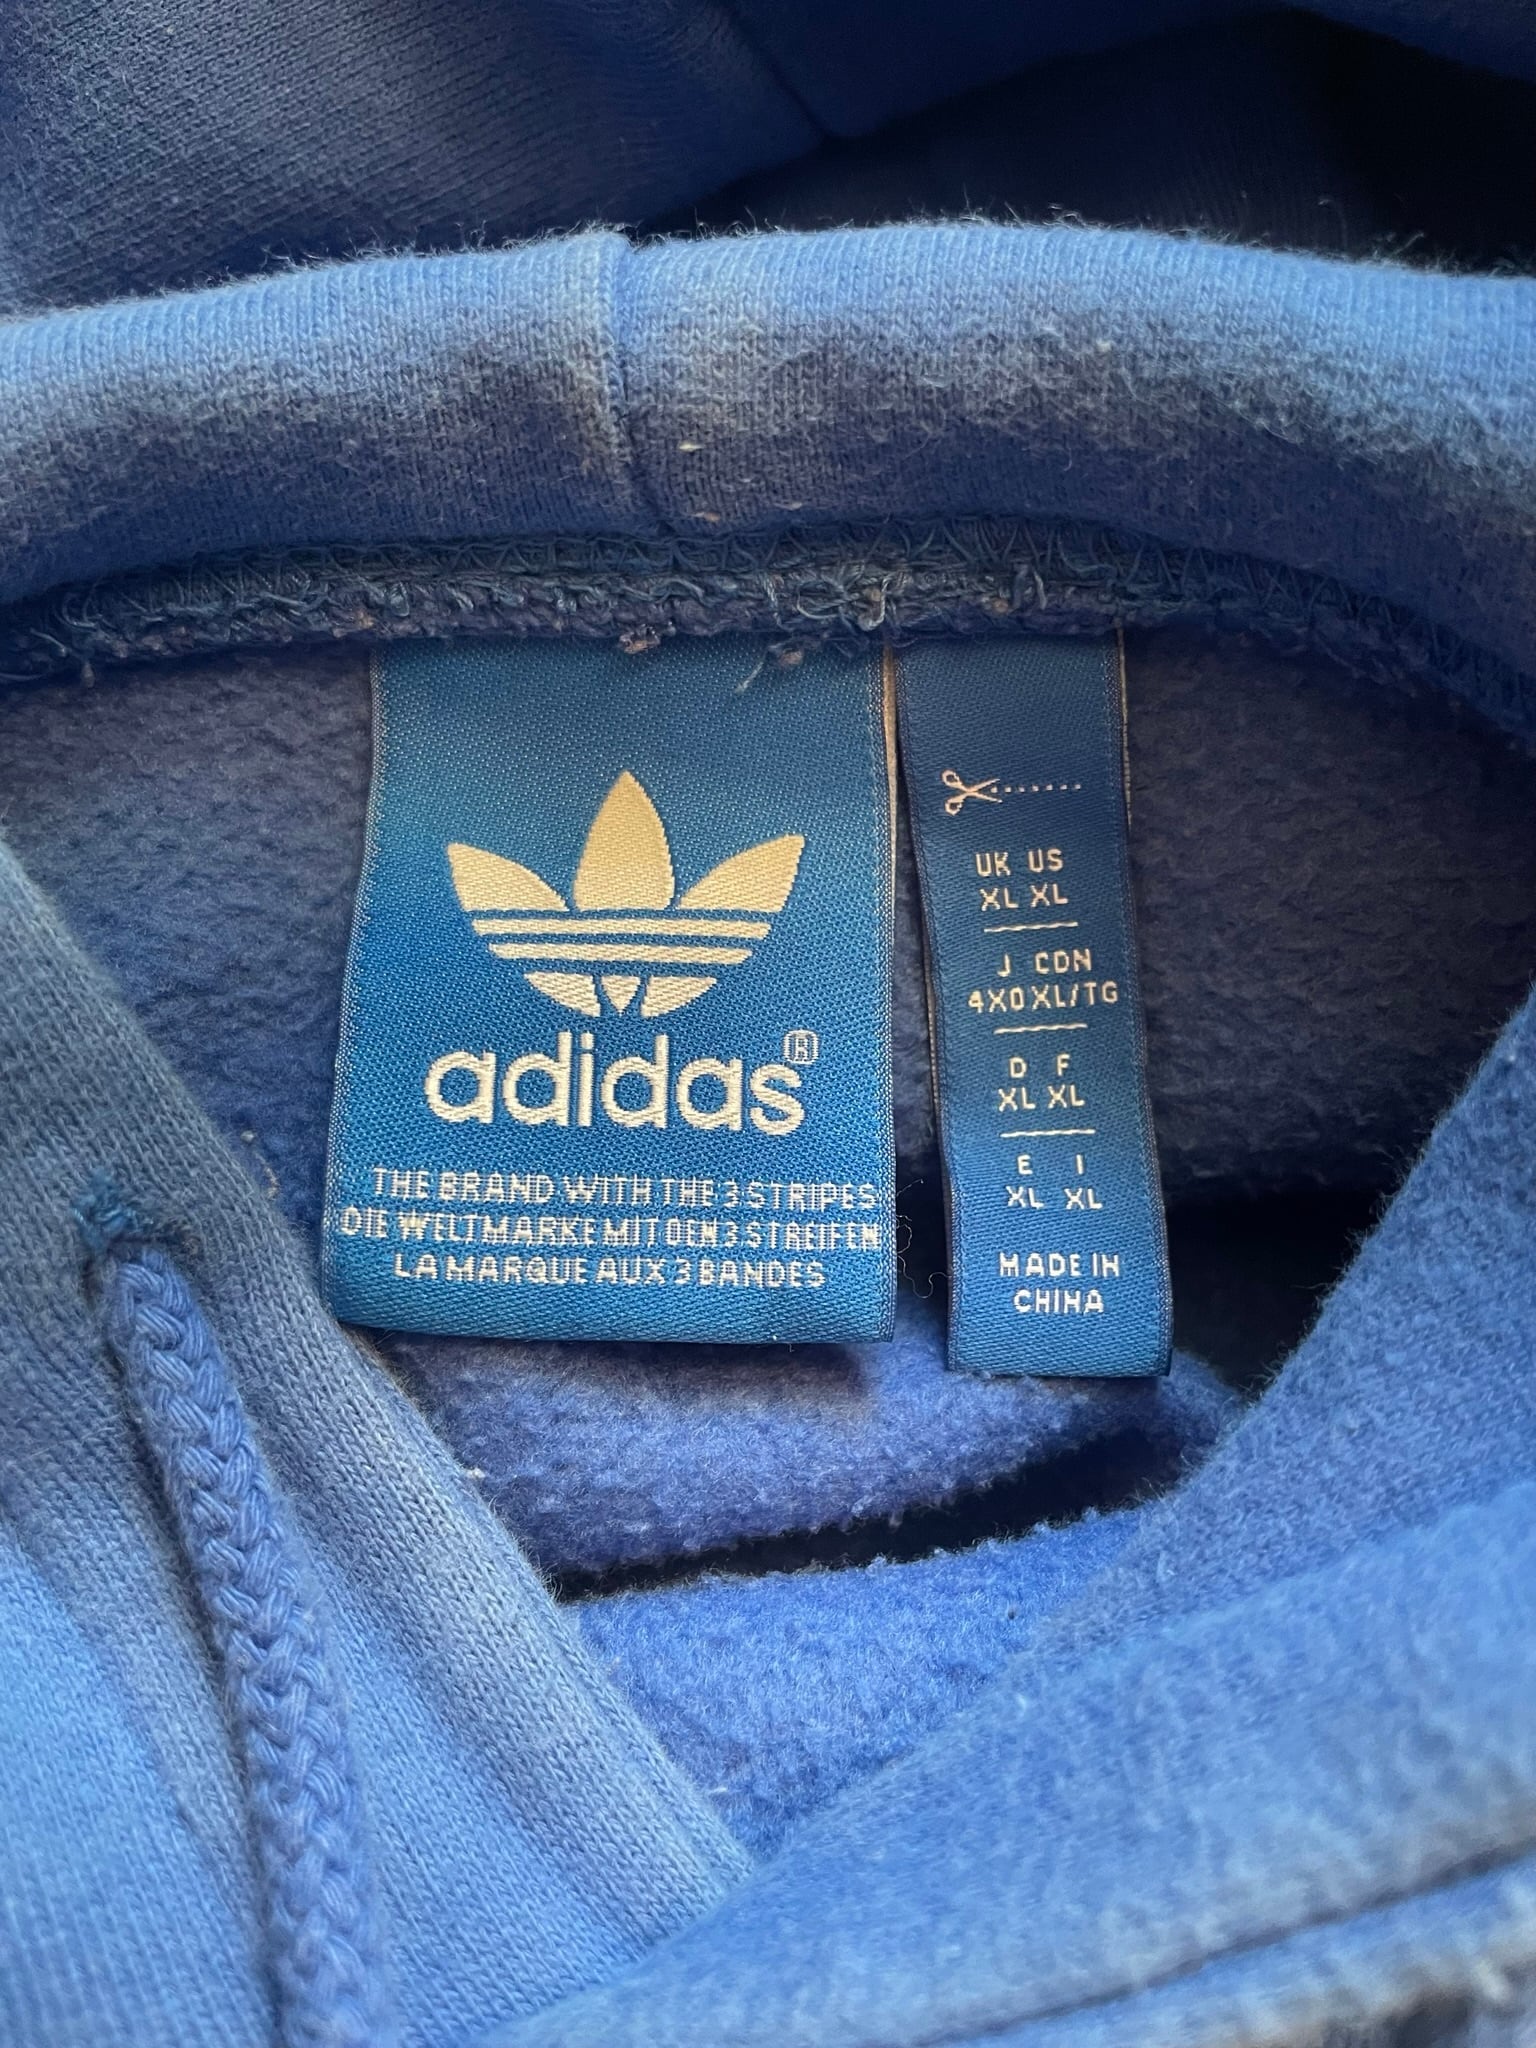 adidas®
THE BRAND WITH THE 3 STRIPES
DIE WELTMARKE MIT DEN 3 STREIFEN
LA MARQUE AUX 3 BANDES
UK US
XL XL
J CDN
4XO XL/TG
D F
XL XL
E I
XL XL
MADE IN
CHINA